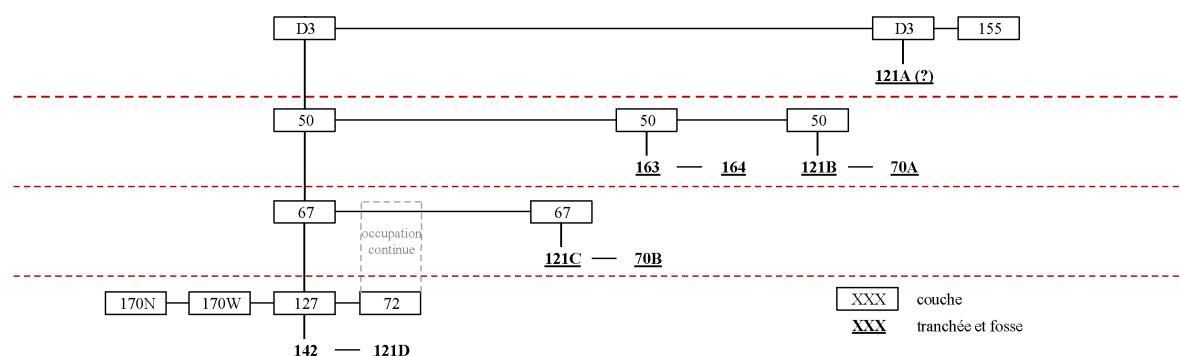 D3 D3 155
121A (?)
50 50 50
163 — 164 121B — 70A
67 67
occupation
continue
121C — 70B
170N 170W 127 72
XXX couche
XXX tranchée et fosse
142 — 121D